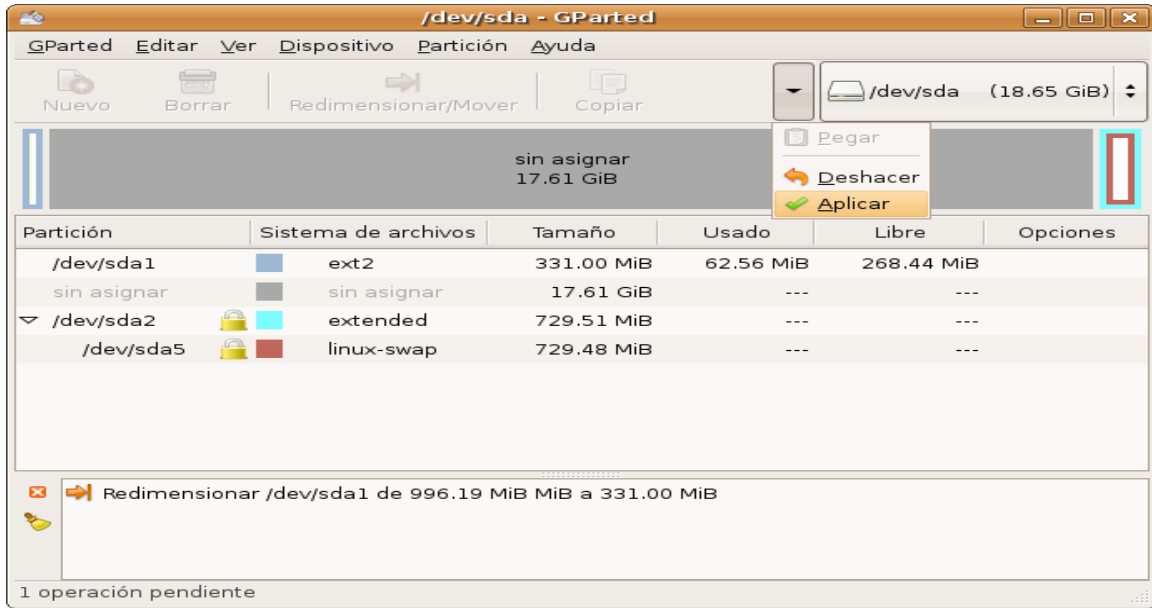 /dev/sda - GParted
GParted Editar Ver Dispositivo Partición Ayuda
Nuevo Borrar Redimensionar/Mover Copiar /dev/sda (18.65 GiB)
Pegar
Deshacer
Aplicar
sin asignar
17.61 GiB
Partición Sistema de archivos Tamaño Usado Libre Opciones
/dev/sda1 ext2 331.00 MiB 62.56 MiB 268.44 MiB
sin asignar sin asignar 17.61 GiB --- ---
/dev/sda2 extended 729.51 MiB --- ---
/dev/sda5 linux-swap 729.48 MiB --- ---
Redimensionar /dev/sda1 de 996.19 MiB MiB a 331.00 MiB
1 operación pendiente